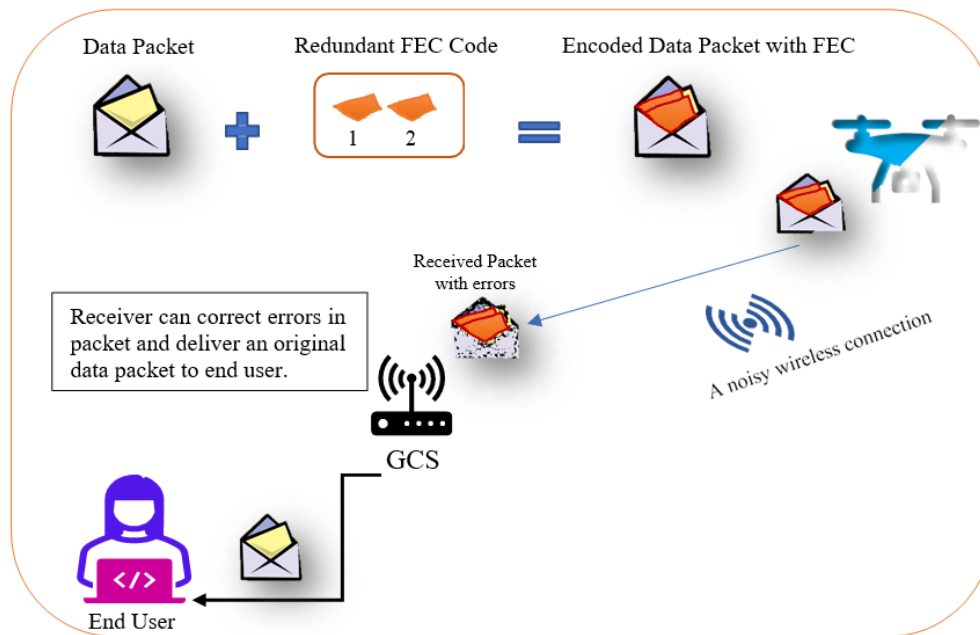 Data Packet
Redundant FEC Code
Encoded Data Packet with FEC
1
2
Received Packet
with errors
Receiver can correct errors in
packet and deliver an original
data packet to end user.
A noisy wireless connection
GCS
</>
End User